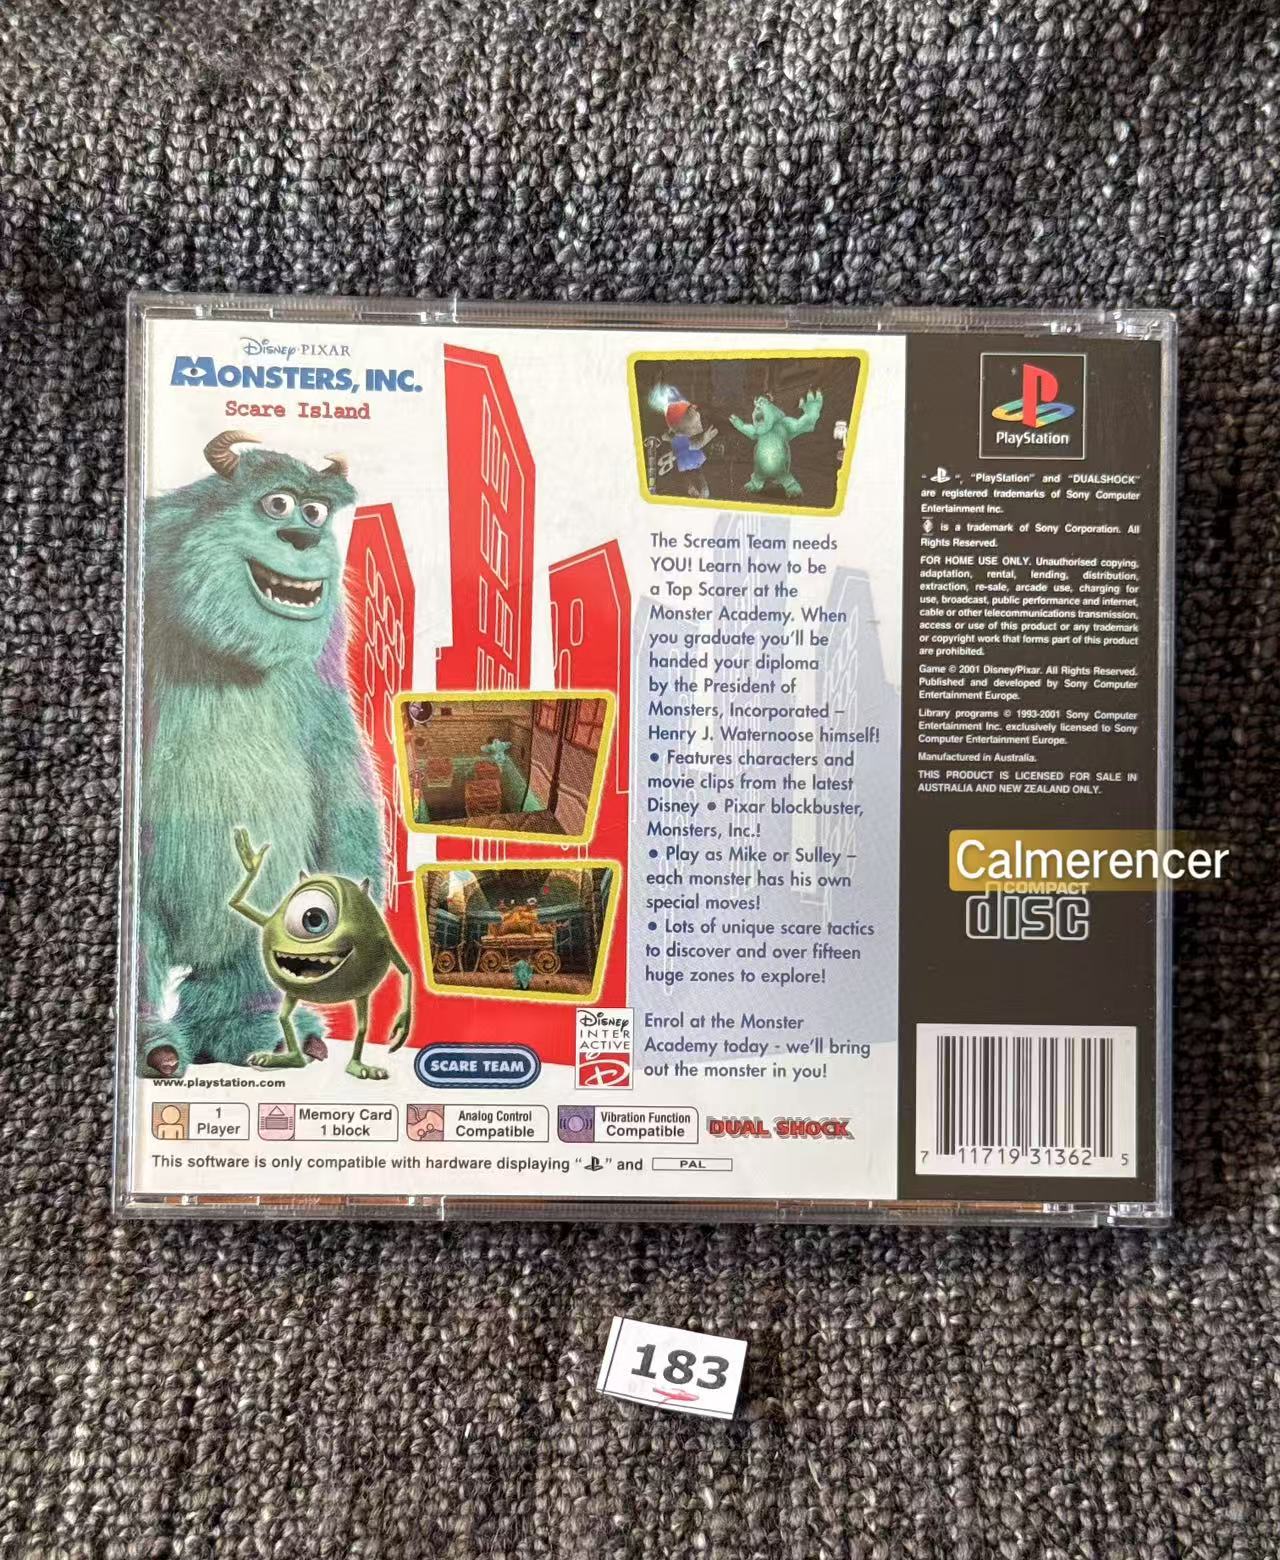 Disney·PIXAR
MONSTERS, INC.
Scare Island
The Scream Team needs
YOU! Learn how to be
a Top Scarer at the
Monster Academy. When
you graduate you'll be
handed your diploma
by the President of
Monsters, Incorporated –
Henry J. Waternoose himself!
• Features characters and
movie clips from the latest
Disney • Pixar blockbuster,
Monsters, Inc.!
• Play as Mike or Sulley –
each monster has his own
special moves!
• Lots of unique scare tactics
to discover and over fifteen
huge zones to explore!
Enrol at the Monster
Academy today - we'll bring
out the monster in you!
DISNEY
INTER
ACTIVE
SCARE TEAM
www.playstation.com
1
Player
Memory Card
1 block
Analog Control
Compatible
Vibration Function
Compatible
DUAL SHOCK
This software is only compatible with hardware displaying " " and PAL
PlayStation
" ", "PlayStation" and "DUALSHOCK"
are registered trademarks of Sony Computer
Entertainment Inc.
is a trademark of Sony Corporation. All
Rights Reserved.
FOR HOME USE ONLY. Unauthorised copying,
adaptation, rental, lending, distribution,
extraction, re-sale, arcade use, charging for
use, broadcast, public performance and internet,
cable or other telecommunications transmission,
access or use of this product or any trademark
or copyright work that forms part of this product
are prohibited.
Game © 2001 Disney/Pixar. All Rights Reserved.
Published and developed by Sony Computer
Entertainment Europe.
Library programs © 1993-2001 Sony Computer
Entertainment Inc. exclusively licensed to Sony
Computer Entertainment Europe.
Manufactured in Australia.
THIS PRODUCT IS LICENSED FOR SALE IN
AUSTRALIA AND NEW ZEALAND ONLY.
Calmerencer
COMPACT
disc
7 11719 31362 5
183